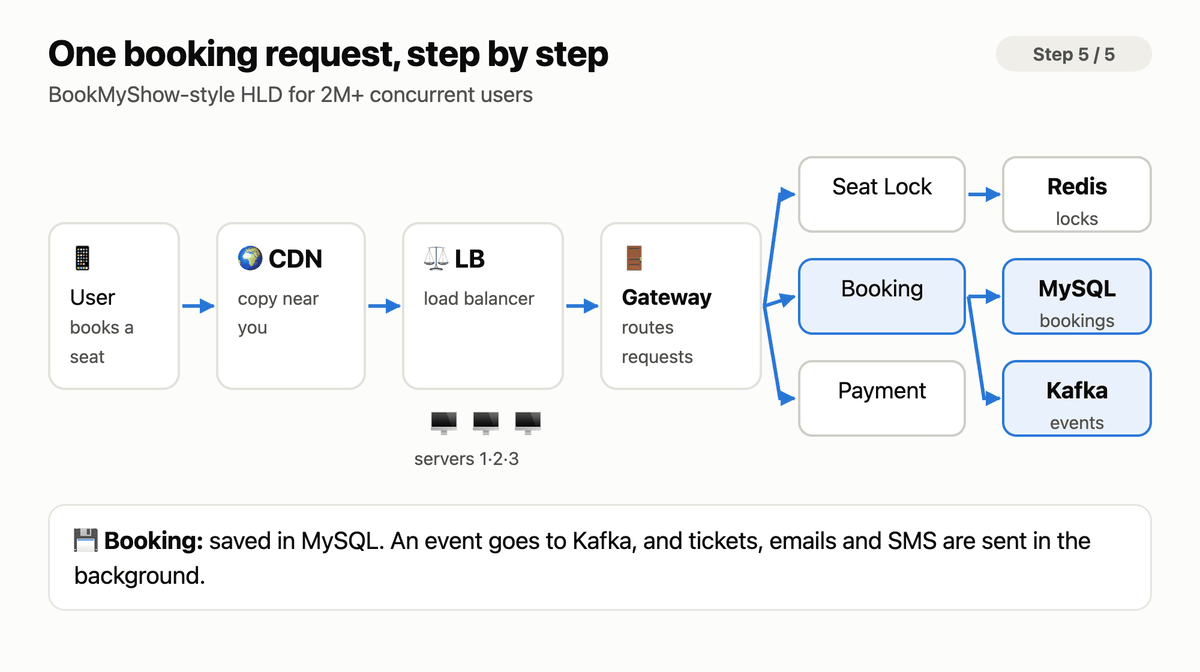 One booking request, step by step
Step 5 / 5
BookMyShow-style HLD for 2M+ concurrent users
User
books a
seat
CDN
copy near
you
LB
load balancer
servers 1·2·3
Gateway
routes
requests
Seat Lock
Redis
locks
Booking
MySQL
bookings
Payment
Kafka
events
Booking: saved in MySQL. An event goes to Kafka, and tickets, emails and SMS are sent in the
background.